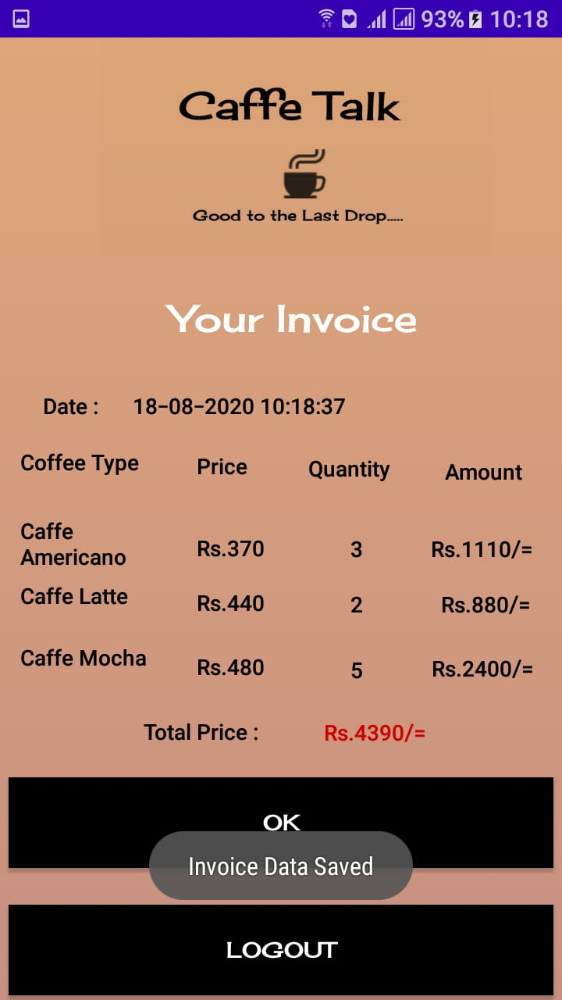 93% 10:18
Caffe Talk
Good to the Last Drop.....
Your Invoice
Date : 18-08-2020 10:18:37
Coffee Type Price Quantity Amount
Caffe
Americano Rs.370 3 Rs.1110/=
Caffe Latte Rs.440 2 Rs.880/=
Caffe Mocha Rs.480 5 Rs.2400/=
Total Price : Rs.4390/=
OK
Invoice Data Saved
LOGOUT